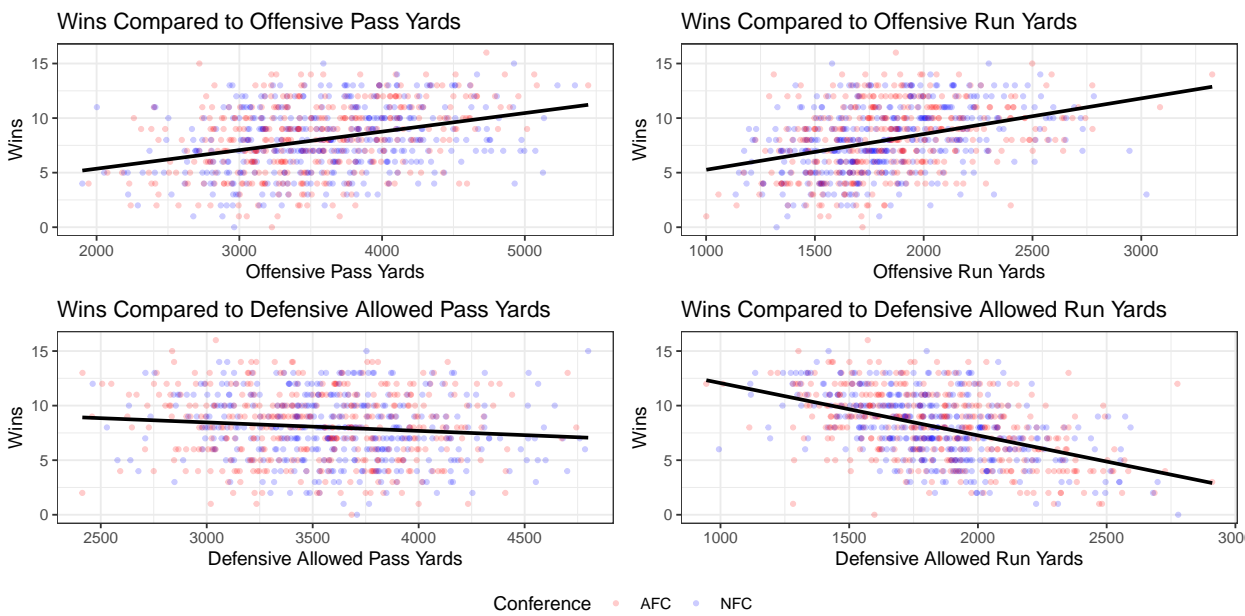 Wins Compared to Offensive Pass Yards
Wins
15
10
5
0
2000 3000 4000 5000
Offensive Pass Yards
Wins Compared to Offensive Run Yards
Wins
15
10
5
0
1000 1500 2000 2500 3000
Offensive Run Yards
Wins Compared to Defensive Allowed Pass Yards
Wins
15
10
5
0
2500 3000 3500 4000 4500
Defensive Allowed Pass Yards
Wins Compared to Defensive Allowed Run Yards
Wins
15
10
5
0
1000 1500 2000 2500 300
Defensive Allowed Run Yards
Conference AFC NFC